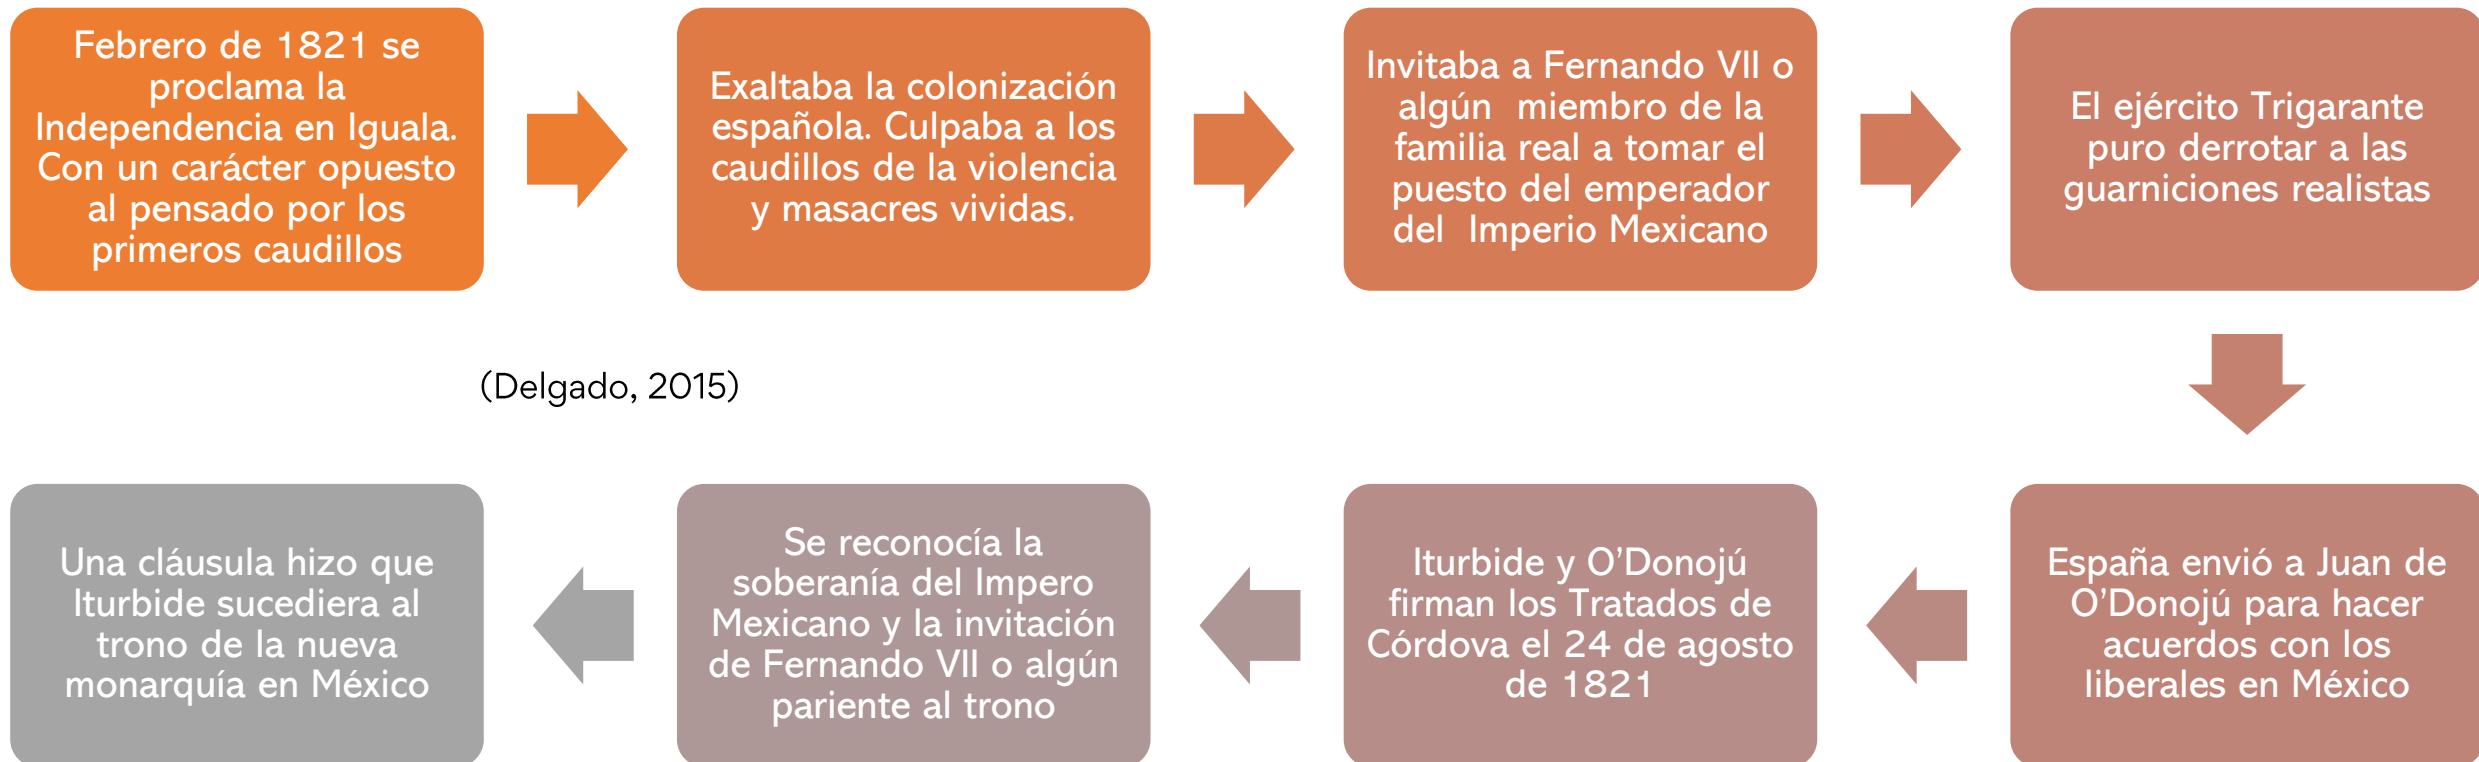 Febrero de 1821 se
proclama la
Independencia en Iguala.
Con un carácter opuesto
al pensado por los
primeros caudillos
Exaltaba la colonización
española. Culpaba a los
caudillos de la violencia
y masacres vividas.
Invitaba a Fernando VII o
algún miembro de la
familia real a tomar el
puesto del emperador
del Imperio Mexicano
El ejército Trigarante
puro derrotar a las
guarniciones realistas
(Delgado, 2015)
España envió a Juan de
O’Donojú para hacer
acuerdos con los
liberales en México
Iturbide y O’Donojú
firman los Tratados de
Córdova el 24 de agosto
de 1821
Se reconocía la
soberanía del Impero
Mexicano y la invitación
de Fernando VII o algún
pariente al trono
Una cláusula hizo que
Iturbide sucediera al
trono de la nueva
monarquía en México